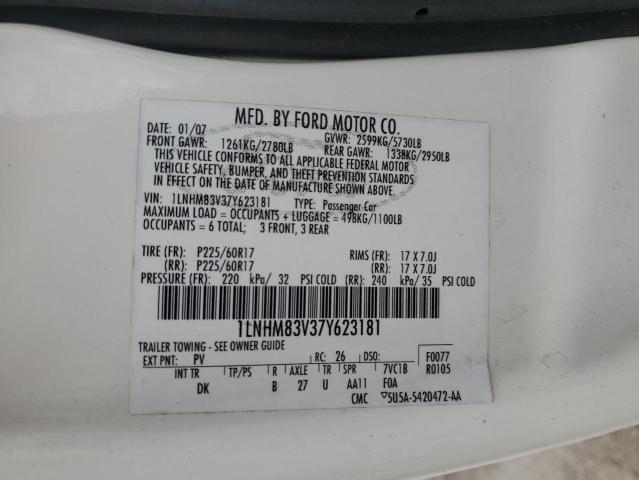 MFD. BY FORD MOTOR CO.
DATE: 01/07 GVWR: 2599KG/5730LB
FRONT GAWR: 1261KG/2780LB REAR GAWR: 1338KG/2950LB
THIS VEHICLE CONFORMS TO ALL APPLICABLE FEDERAL MOTOR
VEHICLE SAFETY, BUMPER, AND THEFT PREVENTION STANDARDS
IN EFFECT ON THE DATE OF MANUFACTURE SHOWN ABOVE.
VIN: 1LNHM83V37Y623181 TYPE: Passenger Car
MAXIMUM LOAD = OCCUPANTS + LUGGAGE = 498KG/1100LB
OCCUPANTS = 6 TOTAL; 3 FRONT, 3 REAR
TIRE (FR): P225/60R17 RIMS (FR): 17 X 7.0J
(RR): P225/60R17 (RR): 17 X 7.0J
PRESSURE (FR): 220 kPa/ 32 PSI COLD (RR): 240 kPa/ 35 PSI COLD
1LNHM83V37Y623181
TRAILER TOWING - SEE OWNER GUIDE
EXT PNT: PV RC: 26 DSO: F0077
INT TR TP/PS R AXLE TR SPR 7VC1B R0105
DK B 27 U AA11 F0A
CMC ▽5U5A-5420472-AA